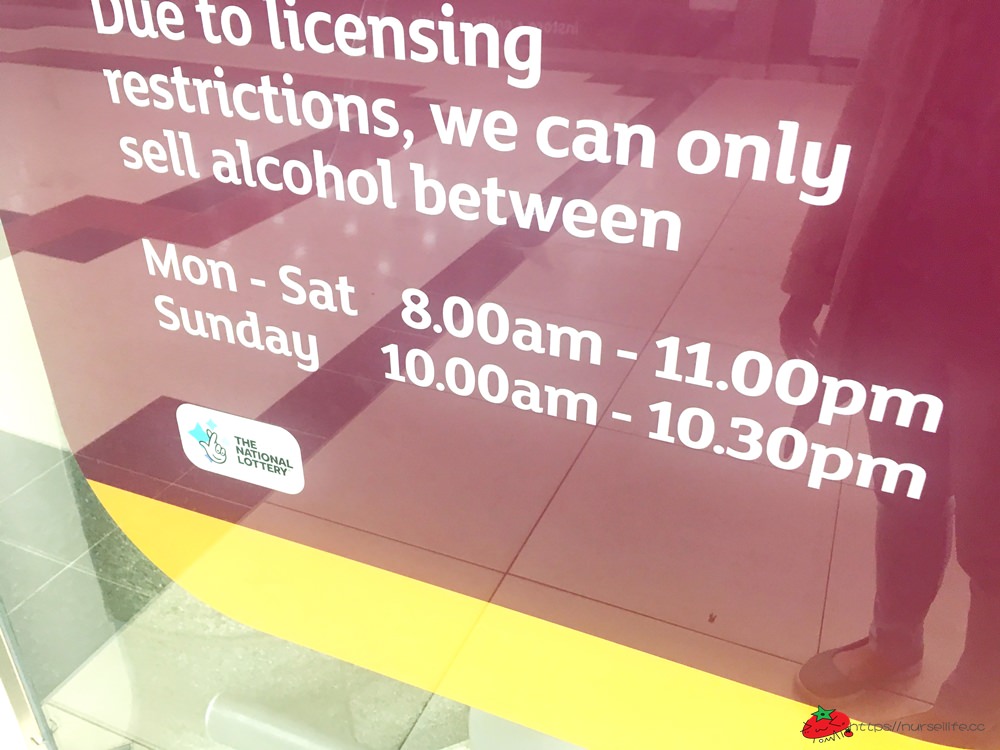 Due to licensing
restrictions, we can only
sell alcohol between
Mon - Sat 8.00am - 11.00pm
Sunday 10.00am - 10.30pm
THE
NATIONAL
LOTTERY
https://nurseilife.cc